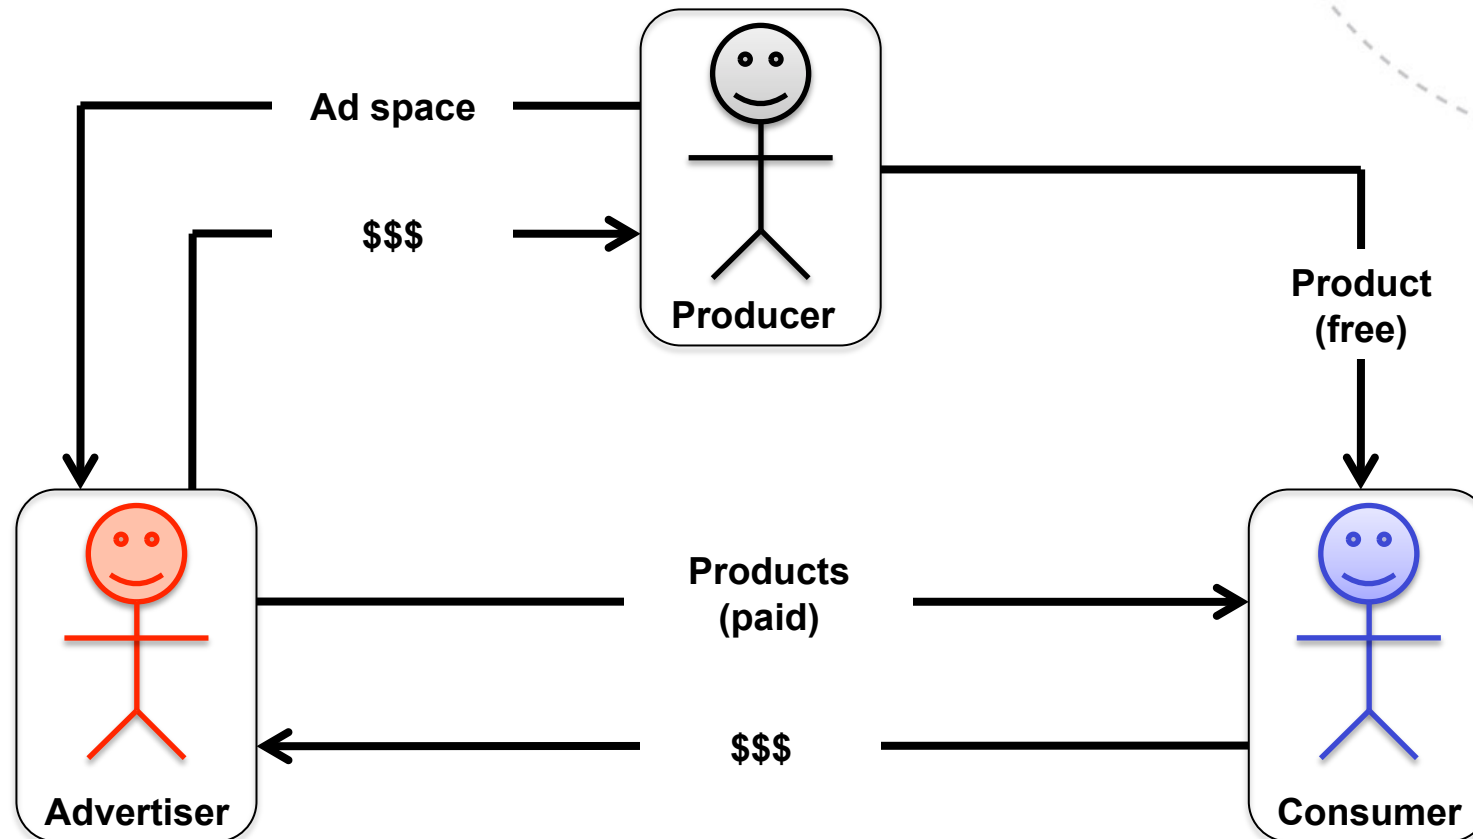 Ad space
$$$
Producer
Product
(free)
Products
(paid)
$$$
Advertiser
Consumer